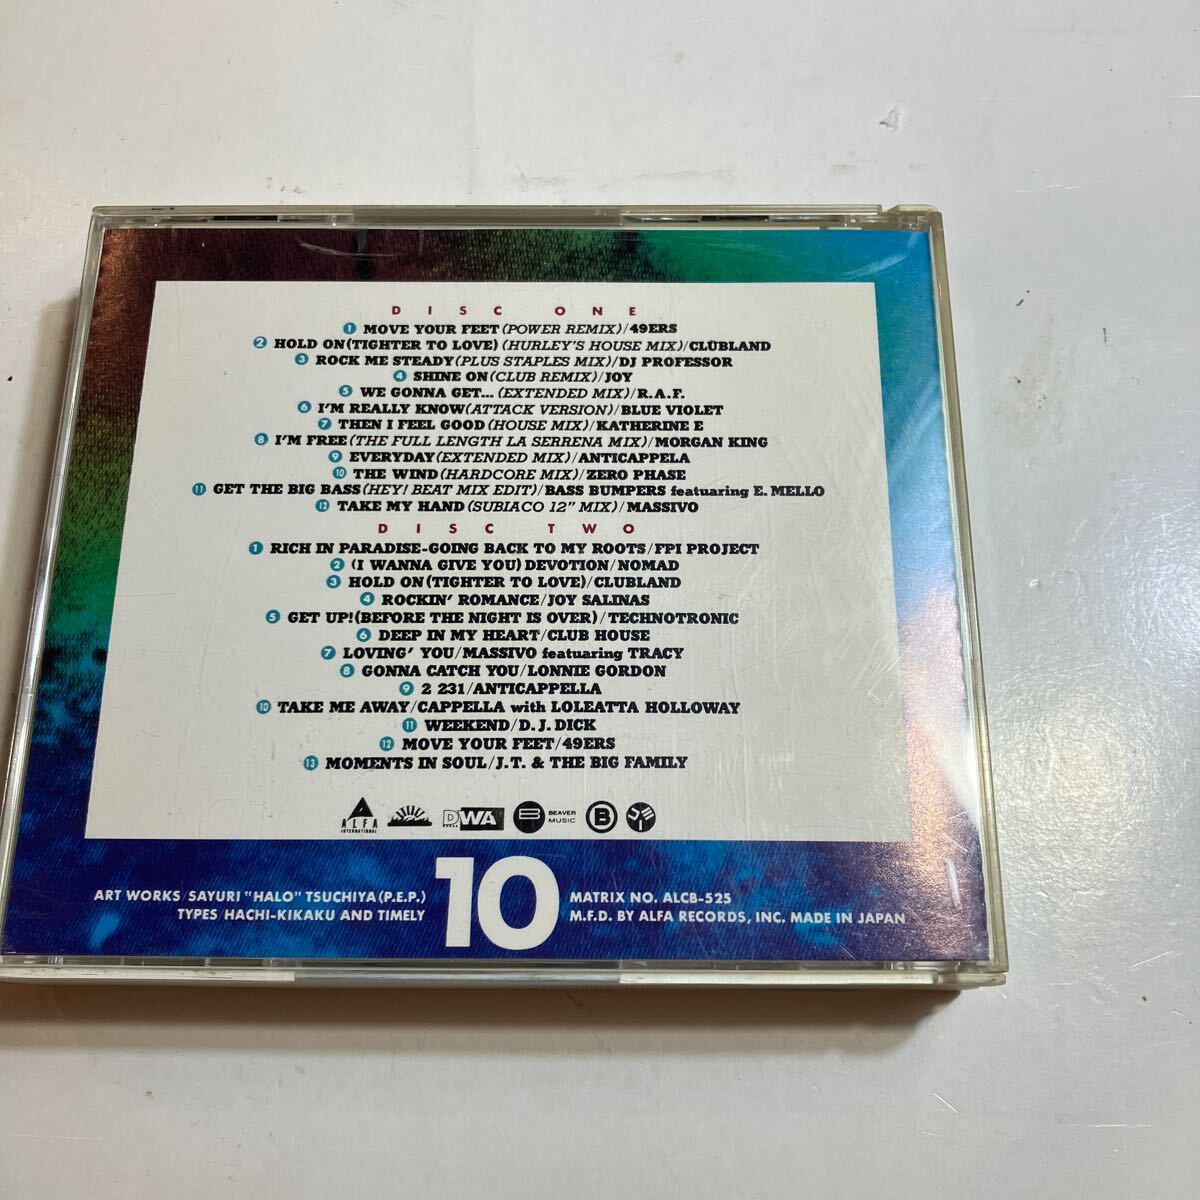 DISC ONE
1 MOVE YOUR FEET (POWER REMIX)/49ERS
2 HOLD ON (TIGHTER TO LOVE) (HURLEY'S HOUSE MIX)/CLUBLAND
3 ROCK ME STEADY (PLUS STAPLES MIX)/DJ PROFESSOR
4 SHINE ON (CLUB REMIX)/JOY
5 WE GONNA GET... (EXTENDED MIX)/R.A.F.
6 I'M REALLY KNOW (ATTACK VERSION)/BLUE VIOLET
7 THEN I FEEL GOOD (HOUSE MIX)/KATHERINE E
8 I'M FREE (THE FULL LENGTH LA SERRENA MIX)/MORGAN KING
9 EVERYDAY (EXTENDED MIX)/ANTICAPPELA
10 THE WIND (HARDCORE MIX)/ZERO PHASE
11 GET THE BIG BASS (HEY! BEAT MIX EDIT)/BASS BUMPERS featuaring E. MELLO
12 TAKE MY HAND (SUBIACO 12" MIX)/MASSIVO
DISC TWO
1 RICH IN PARADISE-GOING BACK TO MY ROOTS/FPI PROJECT
2 (I WANNA GIVE YOU) DEVOTION/NOMAD
3 HOLD ON (TIGHTER TO LOVE)/CLUBLAND
4 ROCKIN' ROMANCE/JOY SALINAS
5 GET UP! (BEFORE THE NIGHT IS OVER)/TECHNOTRONIC
6 DEEP IN MY HEART/CLUB HOUSE
7 LOVING' YOU/MASSIVO featuaring TRACY
8 GONNA CATCH YOU/LONNIE GORDON
9 2 231/ANTICAPPELLA
10 TAKE ME AWAY/CAPPELLA with LOLEATTA HOLLOWAY
11 WEEKEND/D.J. DICK
12 MOVE YOUR FEET/49ERS
13 MOMENTS IN SOUL/J.T. & THE BIG FAMILY
ALFA INTERNATIONAL DWA B BEAVER MUSIC B
ART WORKS/SAYURI "HALO" TSUCHIYA (P.E.P.)
TYPES/HACHI-KIKAKU AND TIMELY
10
MATRIX NO. ALCB-525
M.F.D. BY ALFA RECORDS, INC. MADE IN JAPAN